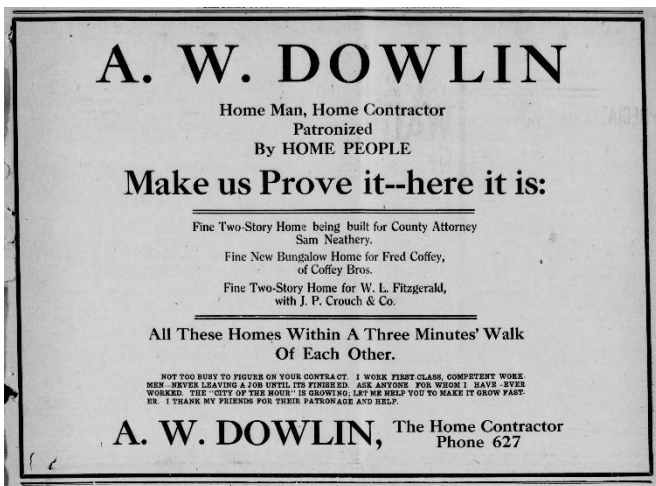 A. W. DOWLIN
Home Man, Home Contractor
Patronized
By HOME PEOPLE
Make us Prove it--here it is:
Fine Two-Story Home being built for County Attorney
Sam Neathery.
Fine New Bungalow Home for Fred Coffey,
of Coffey Bros.
Fine Two-Story Home for W. L. Fitzgerald,
with J. P. Crouch & Co.
All These Homes Within A Three Minutes' Walk
Of Each Other.
NOT TOO BUSY TO FIGURE ON YOUR CONTRACT. I WORK FIRST-CLASS, COMPETENT WORK-
MEN—NEVER LEAVING A JOB UNTIL ITS FINISHED. ASK ANYONE FOR WHOM I HAVE EVER
WORKED. THE "CITY OF THE HOUR" IS GROWING; LET ME HELP YOU TO MAKE IT GROW FAST-
ER. I THANK MY FRIENDS FOR THEIR PATRONAGE AND HELP.
A. W. DOWLIN, The Home Contractor
Phone 627